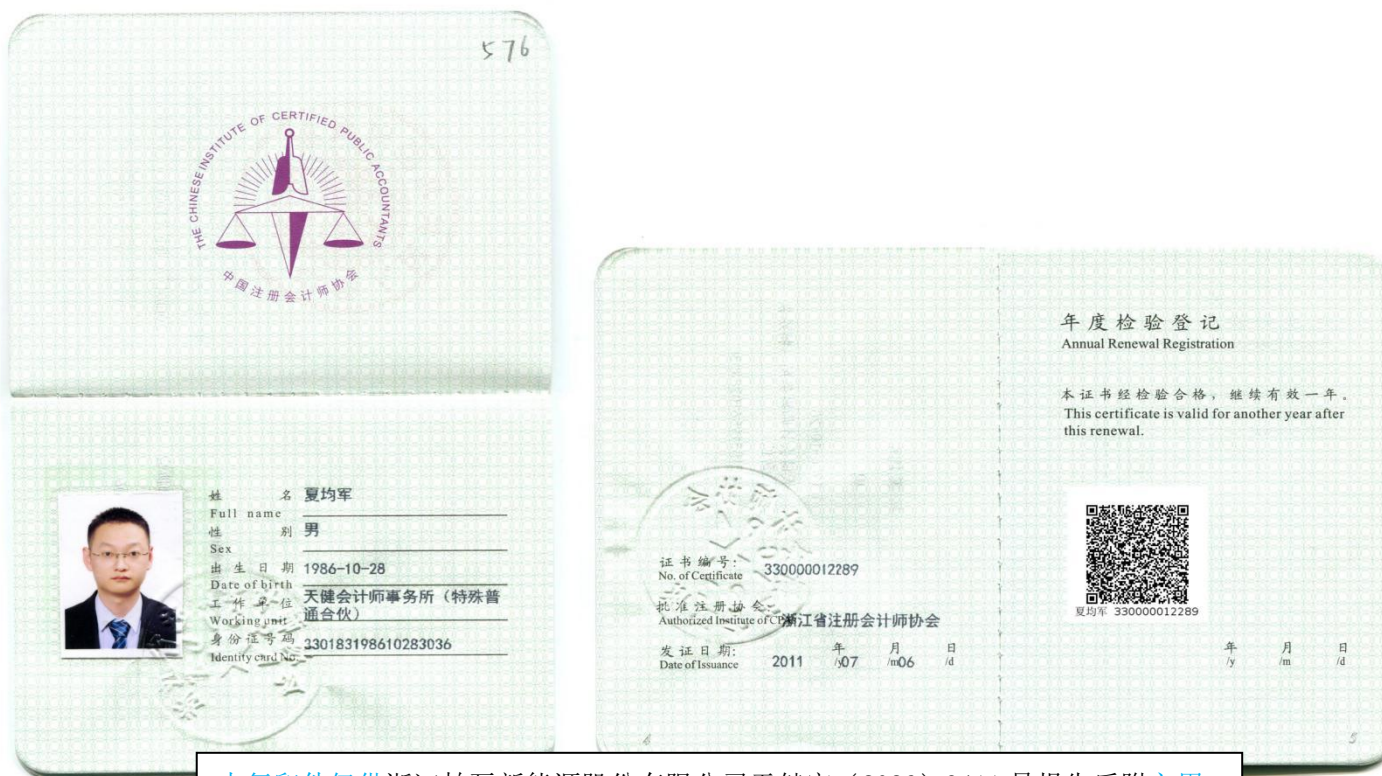 576
THE CHINESE INSTITUTE OF CERTIFIED PUBLIC ACCOUNTANTS
中国注册会计师协会
姓 名 夏均军
Full name
性 别 男
Sex
出生日期 1986-10-28
Date of birth
工作单位 天健会计师事务所（特殊普
Working unit 通合伙）
身份证号码 330183198610283036
Identity card No.
证书编号: 330000012289
No. of Certificate
批准注册协会: 浙江省注册会计师协会
Authorized Institute of CP
发证日期: 2011 年 07 月 06 日
Date of Issuance /y /m /d
6
年度检验登记
Annual Renewal Registration
本证书经检验合格，继续有效一年。
This certificate is valid for another year after
this renewal.
夏均军 330000012289
年 月 日
/y /m /d
5